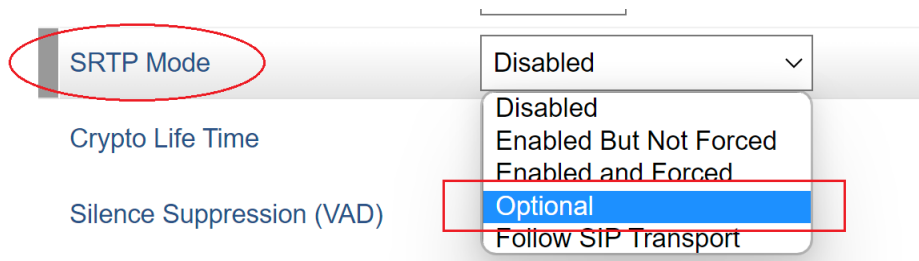 SRTP Mode
Disabled
Disabled
Crypto Life Time
Enabled But Not Forced
Enabled and Forced
Optional
Silence Suppression (VAD)
Follow SIP Transport